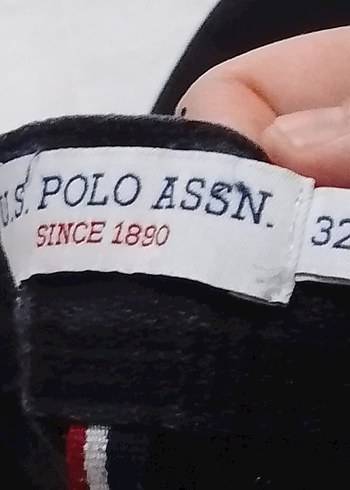 U.S. POLO ASSN.
SINCE 1890
32